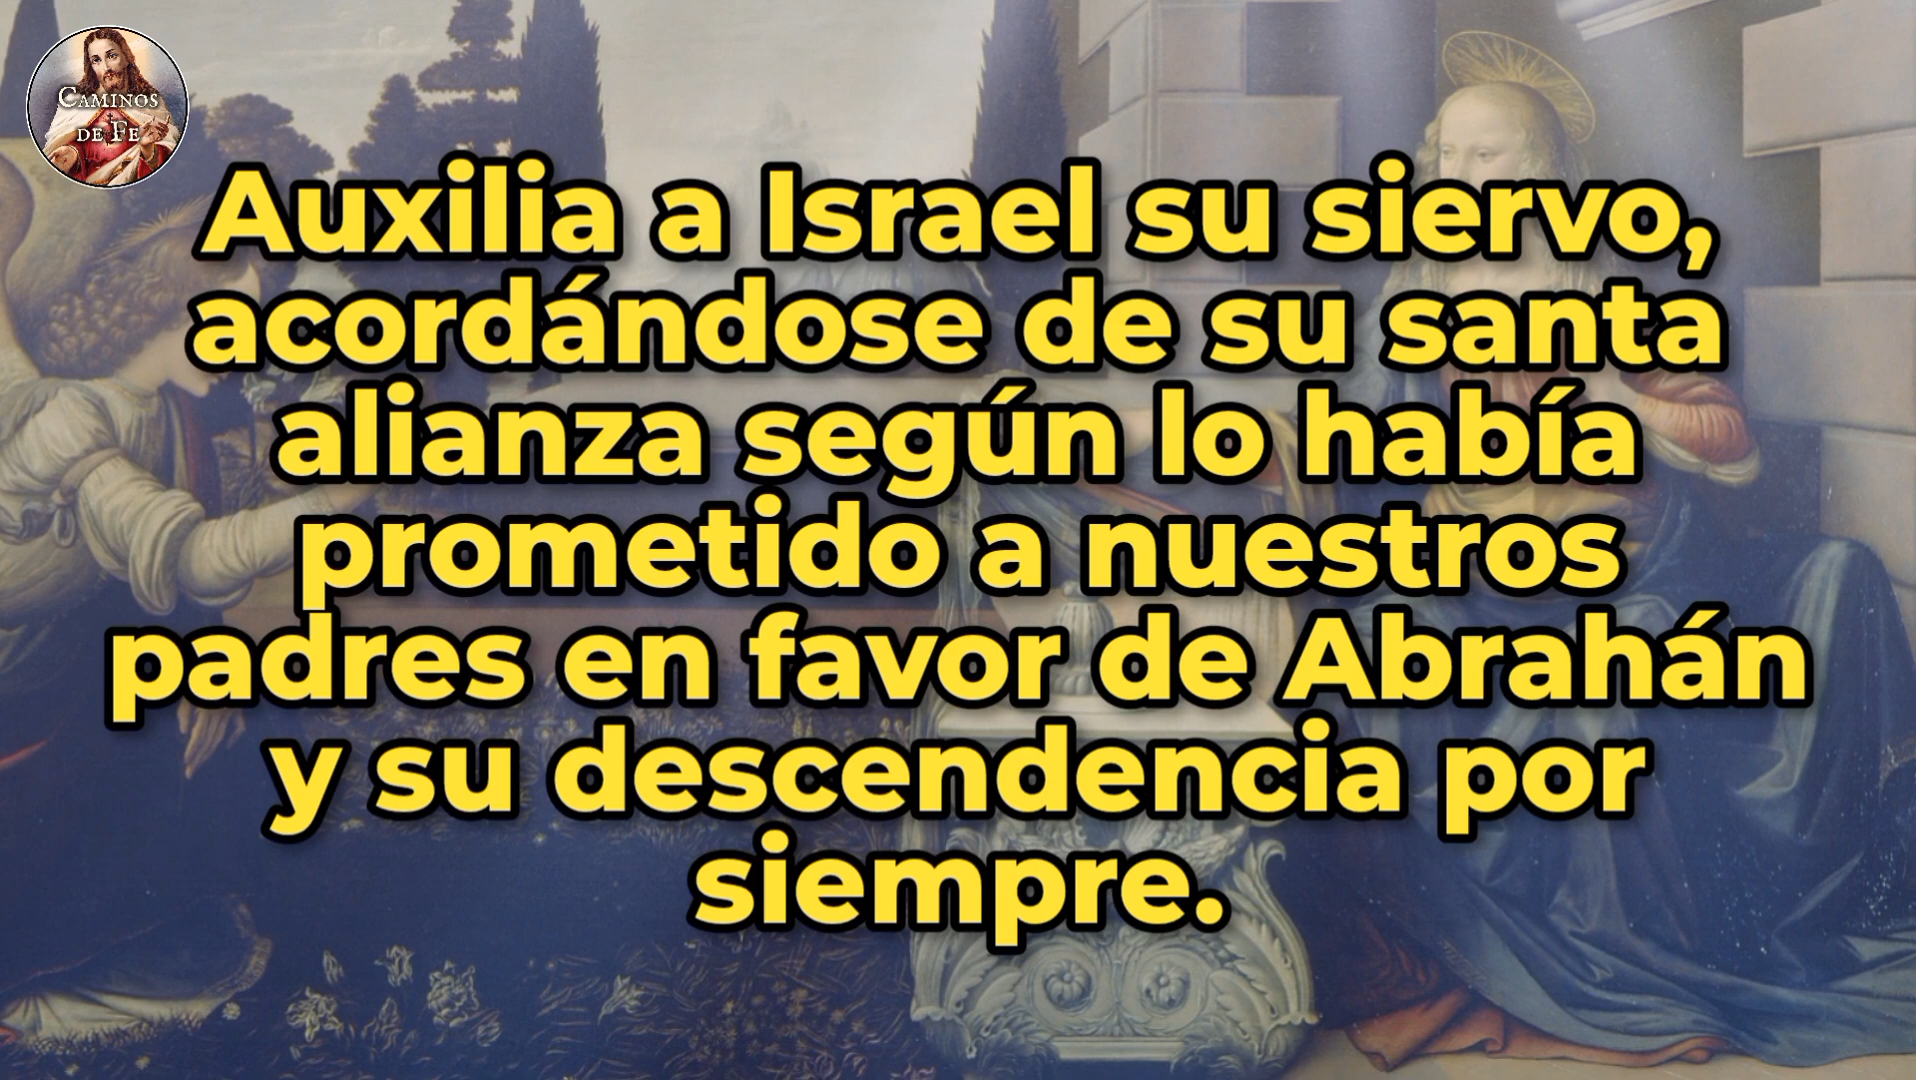 CAMINOS
DE FE
Auxilia a Israel su siervo,
acordándose de su santa
alianza según lo había
prometido a nuestros
padres en favor de Abrahán
y su descendencia por
siempre.